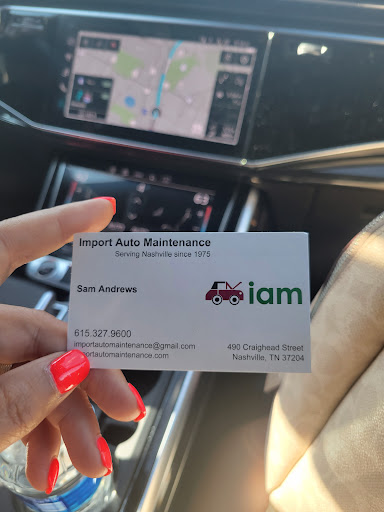 Import Auto Maintenance
Serving Nashville since 1975
Sam Andrews
iam
615.327.9600
importautomaintenance@gmail.com
importautomaintenance.com
490 Craighead Street
Nashville, TN 37204